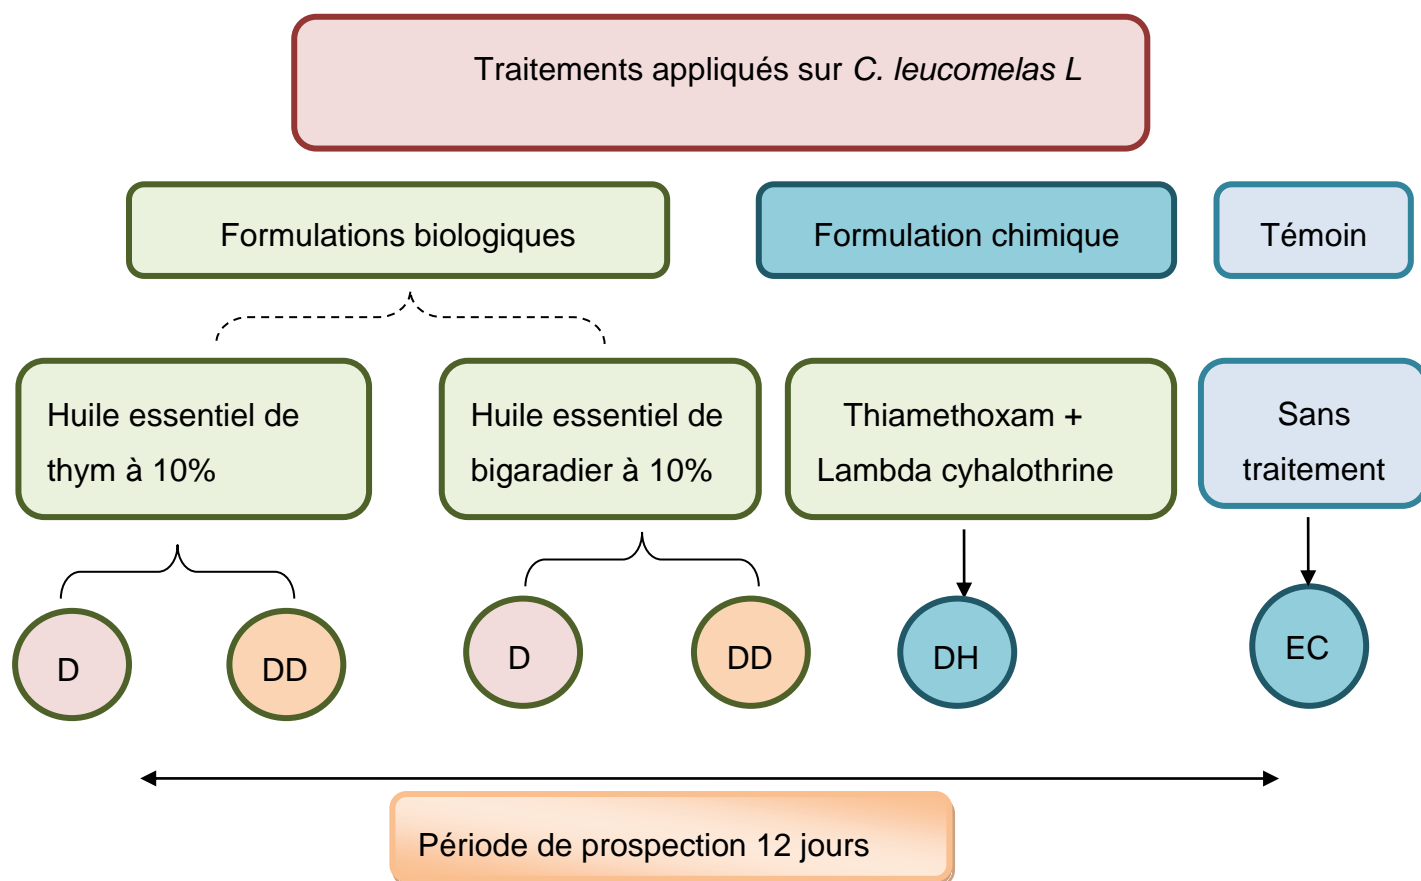 Traitements appliqués sur C. leucomelas L
Formulations biologiques
Formulation chimique
Témoin
Huile essentiel de
thym à 10%
Huile essentiel de
bigaradier à 10%
Thiamethoxam +
Lambda cyhalothrine
Sans
traitement
D
DD
D
DD
DH
EC
Période de prospection 12 jours